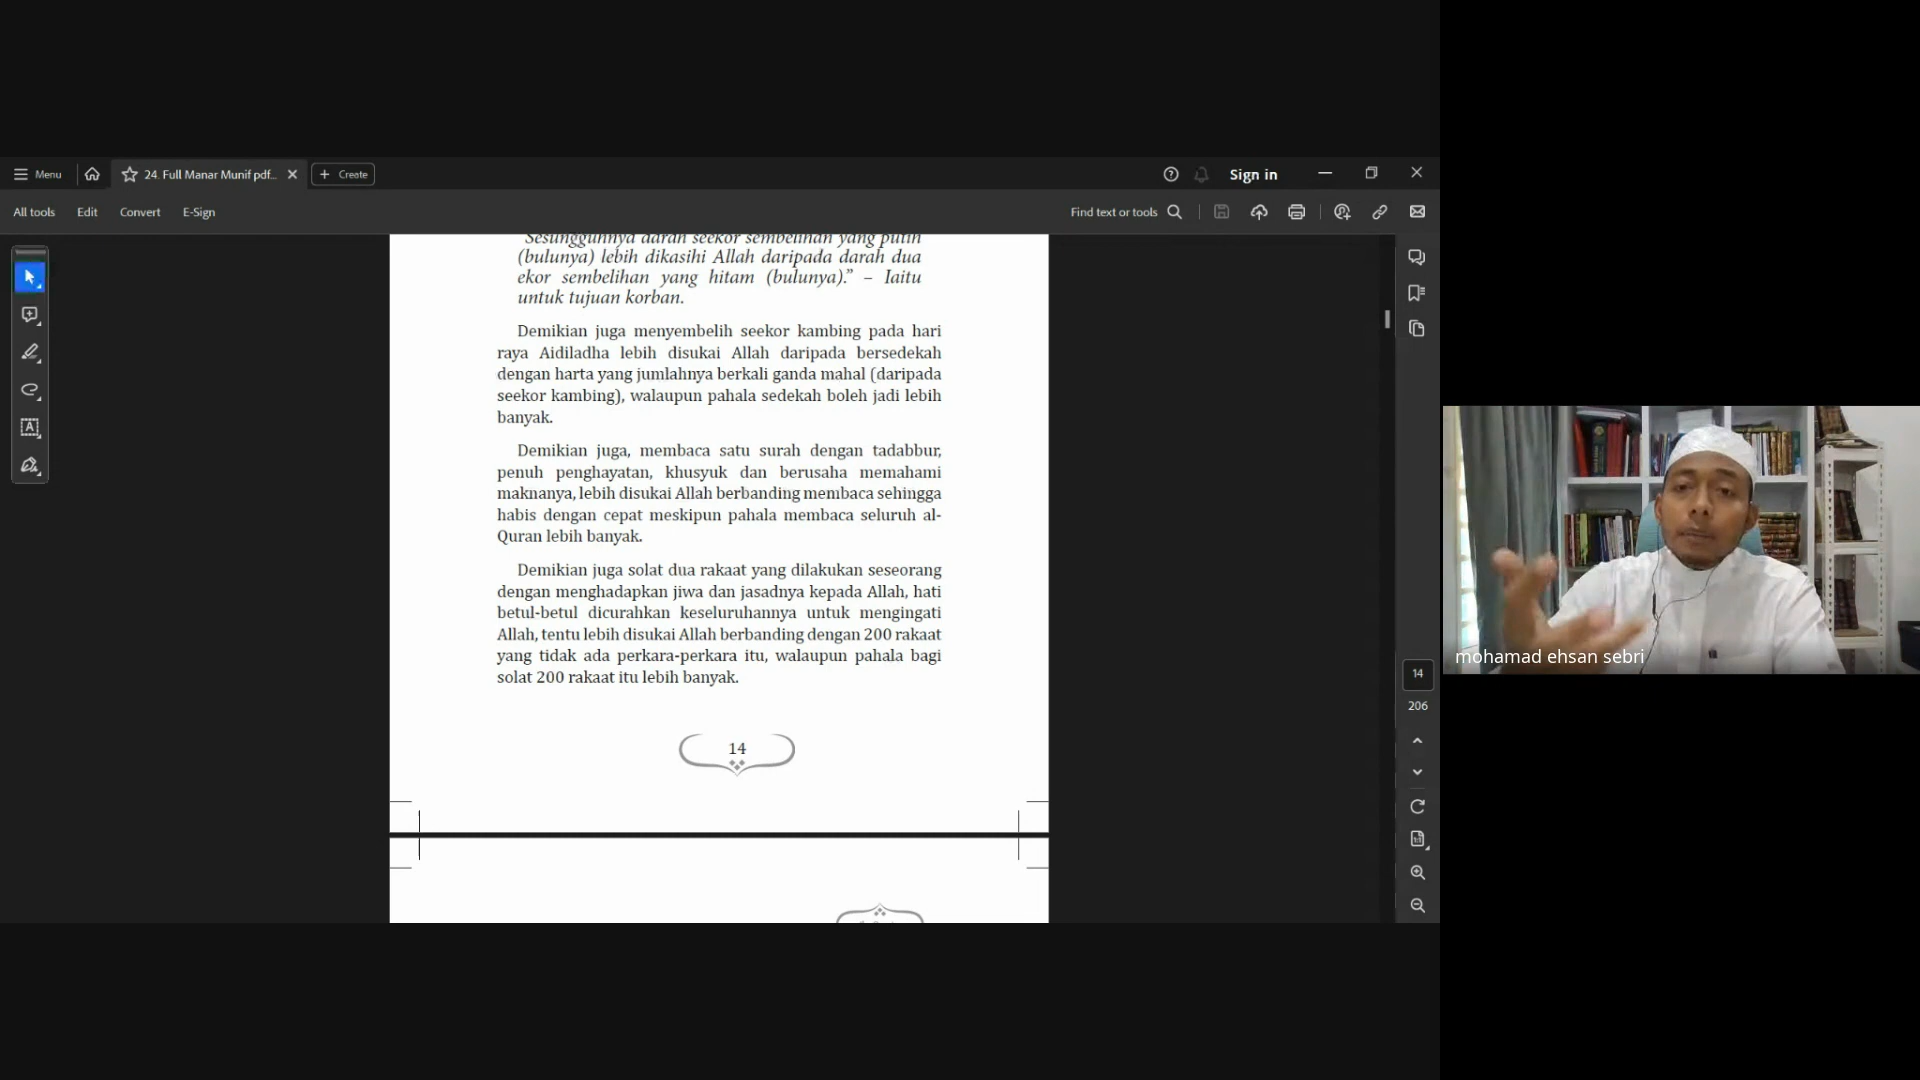 Menu
24. Full Manar Munif pdf...
Create
Sign in
All tools
Edit
Convert
E-Sign
Find text or tools
"Sesungguhnya darah seekor sembelihan yang putih
(bulunya) lebih dikasihi Allah daripada darah dua
ekor sembelihan yang hitam (bulunya)." – Iaitu
untuk tujuan korban.
Demikian juga menyembelih seekor kambing pada hari
raya Aidiladha lebih disukai Allah daripada bersedekah
dengan harta yang jumlahnya berkali ganda mahal (daripada
seekor kambing), walaupun pahala sedekah boleh jadi lebih
banyak.
Demikian juga, membaca satu surah dengan tadabbur,
penuh penghayatan, khusyuk dan berusaha memahami
maknanya, lebih disukai Allah berbanding membaca sehingga
habis dengan cepat meskipun pahala membaca seluruh al-
Quran lebih banyak.
Demikian juga solat dua rakaat yang dilakukan seseorang
dengan menghadapkan jiwa dan jasadnya kepada Allah, hati
betul-betul dicurahkan keseluruhannya untuk mengingati
Allah, tentu lebih disukai Allah berbanding dengan 200 rakaat
yang tidak ada perkara-perkara itu, walaupun pahala bagi
solat 200 rakaat itu lebih banyak.
14
14
206
mohamad ehsan sebri